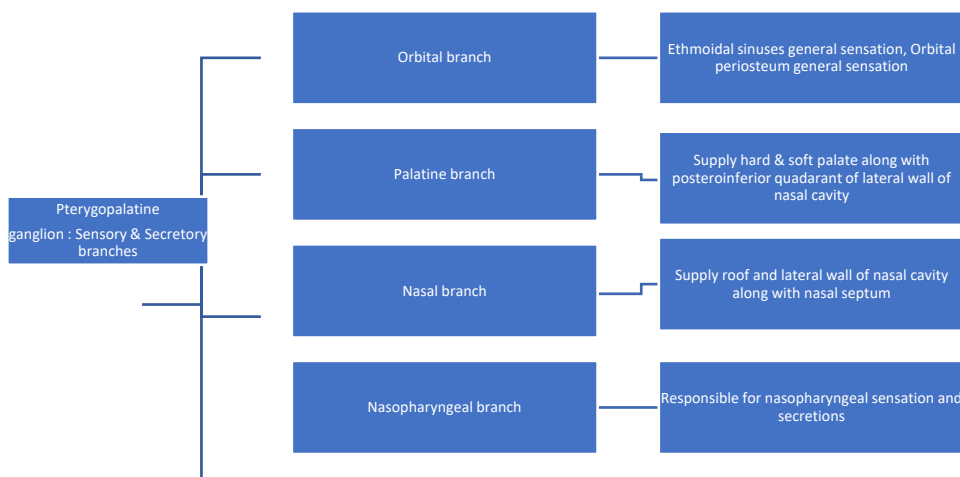 Pterygopalatine
ganglion : Sensory & Secretory
branches
Orbital branch
Ethmoidal sinuses general sensation, Orbital
periosteum general sensation
Palatine branch
Supply hard & soft palate along with
posteroinferior quadarant of lateral wall of
nasal cavity
Nasal branch
Supply roof and lateral wall of nasal cavity
along with nasal septum
Nasopharyngeal branch
Responsible for nasopharyngeal sensation and
secretions